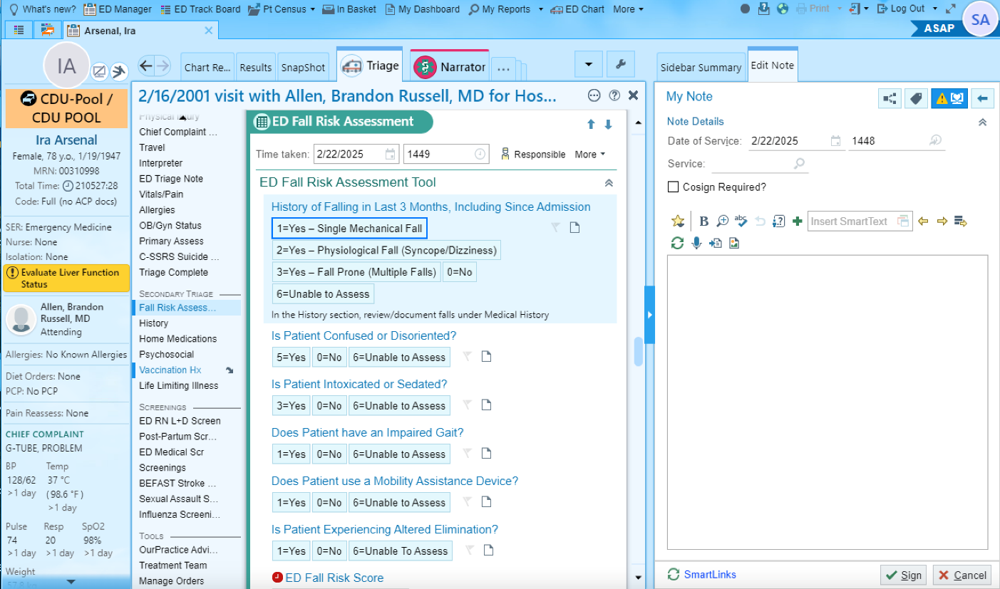 What's new? ED Manager ED Track Board Pt Census In Basket My Dashboard My Reports ED Chart More Print Log Out
SA
Arsenal, Ira
ASAP
IA
CDU-Pool /
CDU POOL
Ira Arsenal
Female, 78 y.o., 1/19/1947
MRN: 00310998
Total Time: 210527:28
Code: Full (no ACP docs)
SER: Emergency Medicine
Nurse: None
Isolation: None
Evaluate Liver Function
Status
Allen, Brandon
Russell, MD
Attending
Allergies: No Known Allergies
Diet Orders: None
PCP: No PCP
Pain Reassess: None
CHIEF COMPLAINT
G-TUBE, PROBLEM
BP Temp
128/62 37 °C
>1 day (98.6 °F)
>1 day
Pulse Resp SpO2
74 20 98%
>1 day >1 day >1 day
Weight
57.8 kg
Chart Re... Results SnapShot Triage Narrator ...
2/16/2001 visit with Allen, Brandon Russell, MD for Hos...
Physical Injury
Chief Complaint ...
Travel
Interpreter
ED Triage Note
Vitals/Pain
Allergies
OB/Gyn Status
Primary Assess
C-SSRS Suicide ...
Triage Complete
SECONDARY TRIAGE
Fall Risk Assess...
History
Home Medications
Psychosocial
Vaccination Hx
Life Limiting Illness
SCREENINGS
ED RN L+D Screen
Post-Partum Scr...
ED Medical Scr
Screenings
BEFAST Stroke ...
Sexual Assault S...
Influenza Screeni...
TOOLS
OurPractice Advi...
Treatment Team
Manage Orders
ED Fall Risk Assessment
Time taken: 2/22/2025 1449 Responsible More
ED Fall Risk Assessment Tool
History of Falling in Last 3 Months, Including Since Admission
1=Yes – Single Mechanical Fall
2=Yes – Physiological Fall (Syncope/Dizziness)
3=Yes – Fall Prone (Multiple Falls) 0=No
6=Unable to Assess
In the History section, review/document falls under Medical History
Is Patient Confused or Disoriented?
5=Yes 0=No 6=Unable to Assess
Is Patient Intoxicated or Sedated?
3=Yes 0=No 6=Unable to Assess
Does Patient have an Impaired Gait?
1=Yes 0=No 6=Unable to Assess
Does Patient use a Mobility Assistance Device?
1=Yes 0=No 6=Unable to Assess
Is Patient Experiencing Altered Elimination?
1=Yes 0=No 6=Unable To Assess
ED Fall Risk Score
Sidebar Summary Edit Note
My Note
Note Details
Date of Service: 2/22/2025 1448
Service:
Cosign Required?
B abc Insert SmartText
SmartLinks Sign Cancel